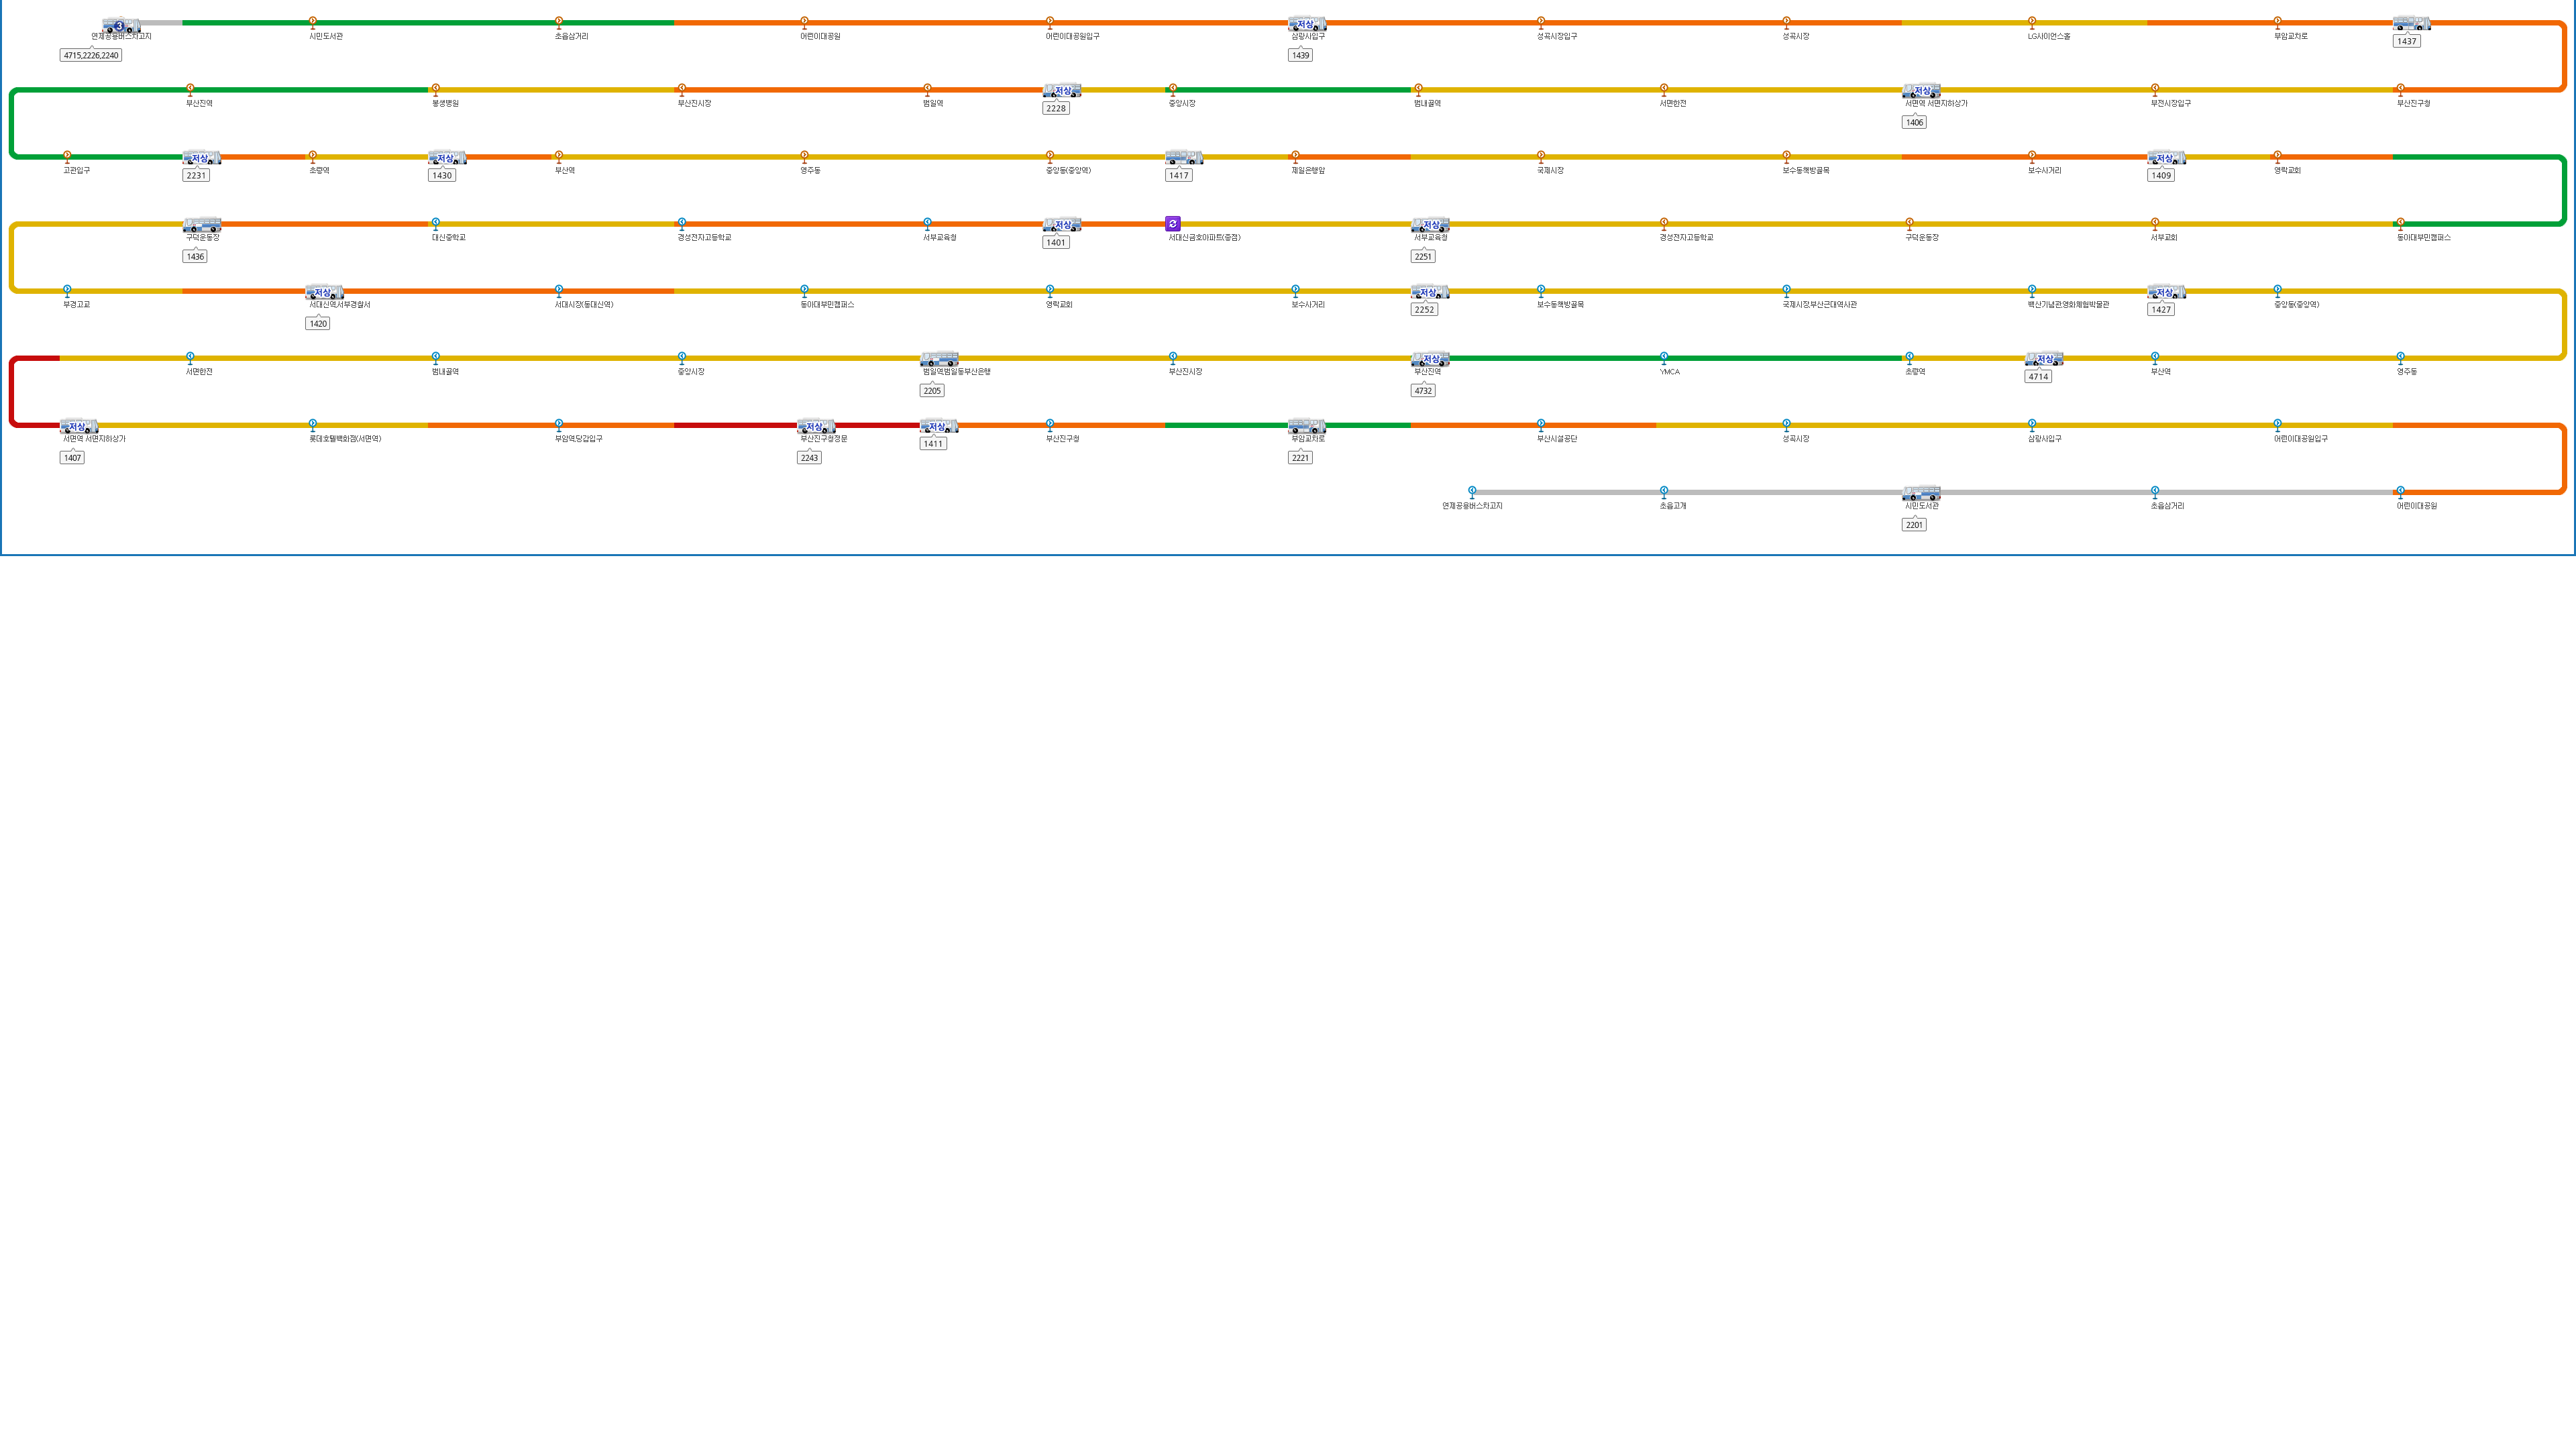 3 저상
연제공용버스차고지 시민도서관 초읍삼거리 어린이대공원 어린이대공원입구 삼광사입구 성곡시장입구 성곡시장 LG사이언스홀 부암교차로
4715,2226,2240 1439 1437
저상 저상
부산진역 봉생병원 부산진시장 범일역 중앙시장 범내골역 서면한전 서면역 서면지하상가 부전시장입구 부산진구청
2228 1406
저상 저상 저상
고관입구 초량역 부산역 영주동 중앙동(중앙역) 제일은행앞 국제시장 보수동책방골목 보수사거리 영락교회
2231 1430 1417 1409
저상 저상
구덕운동장 대신중학교 경성전자고등학교 서부교육청 서대신금호아파트(중점) 서부교육청 경성전자고등학교 구덕운동장 서부교회 동아대부민캠퍼스
1436 1401 2251
저상 저상 저상
부경고교 서대신역.서부경찰서 서대시장(동대신역) 동아대부민캠퍼스 영락교회 보수사거리 보수동책방골목 국제시장.부산근대역사관 백산기념관.영화체험박물관 중앙동(중앙역)
1420 2252 1427
저상 저상
서면한전 범내골역 중앙시장 범일역.범일동부산은행 부산진시장 부산진역 YMCA 초량역 부산역 영주동
2205 4732 4714
저상 저상 저상
서면역 서면지하상가 롯데호텔백화점(서면역) 부암역.당감입구 부산진구청정문 부산진구청 부암교차로 부산시설공단 성곡시장 삼광사입구 어린이대공원입구
1407 2243 1411 2221
연제공용버스차고지 초읍고개 시민도서관 초읍삼거리 어린이대공원
2201